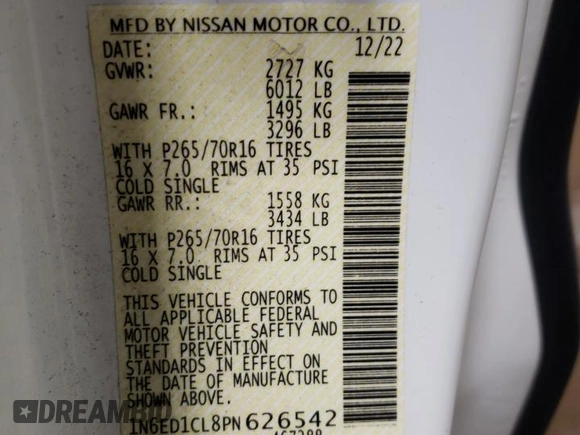 MFD BY NISSAN MOTOR CO., LTD.
DATE: 12/22
GVWR: 2727 KG
6012 LB
GAWR FR.: 1495 KG
3296 LB
WITH P265/70R16 TIRES
16 X 7.0 RIMS AT 35 PSI
COLD SINGLE
GAWR RR.: 1558 KG
3434 LB
WITH P265/70R16 TIRES
16 X 7.0 RIMS AT 35 PSI
COLD SINGLE
THIS VEHICLE CONFORMS TO
ALL APPLICABLE FEDERAL
MOTOR VEHICLE SAFETY AND
THEFT PREVENTION
STANDARDS IN EFFECT ON
THE DATE OF MANUFACTURE
SHOWN ABOVE.
1N6ED1CL8PN626542
DREAMBID